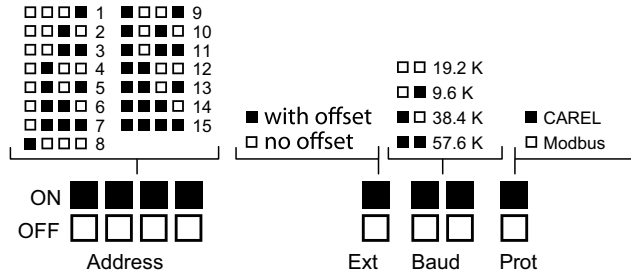 1
2
3
4
5
6
7
8
9
10
11
12
13
14
15
with offset
no offset
19.2 K
9.6 K
38.4 K
57.6 K
CAREL
Modbus
ON
OFF
Address
Ext
Baud
Prot